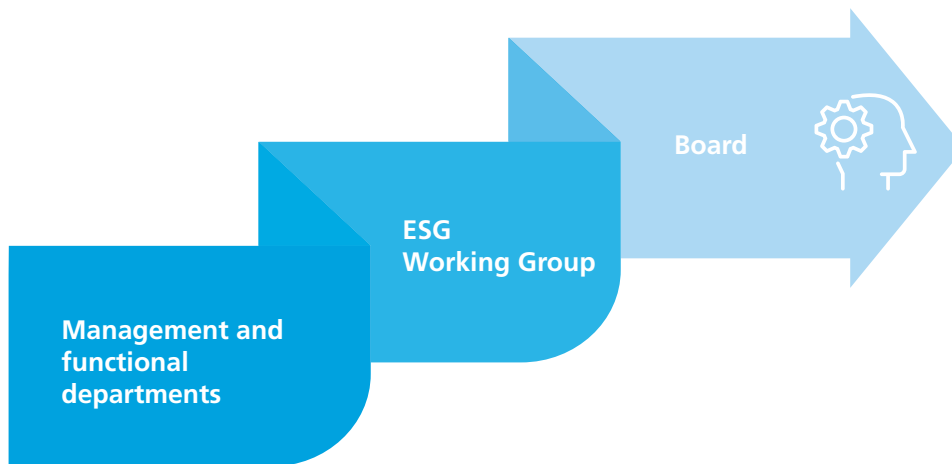 Board
ESG
Working Group
Management and
functional
departments